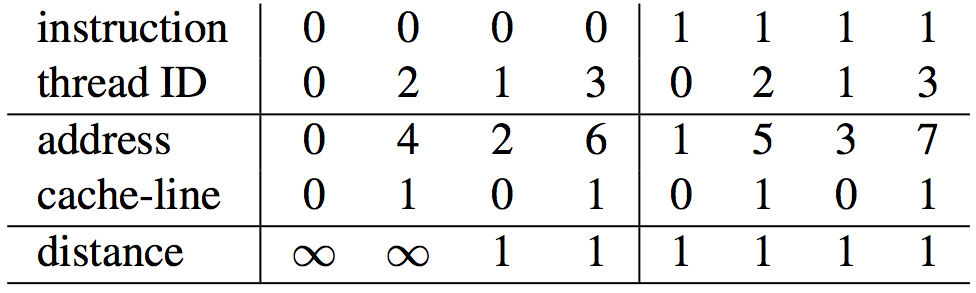 instruction 0 0 0 0 1 1 1 1
thread ID 0 2 1 3 0 2 1 3
address 0 4 2 6 1 5 3 7
cache-line 0 1 0 1 0 1 0 1
distance ∞ ∞ 1 1 1 1 1 1